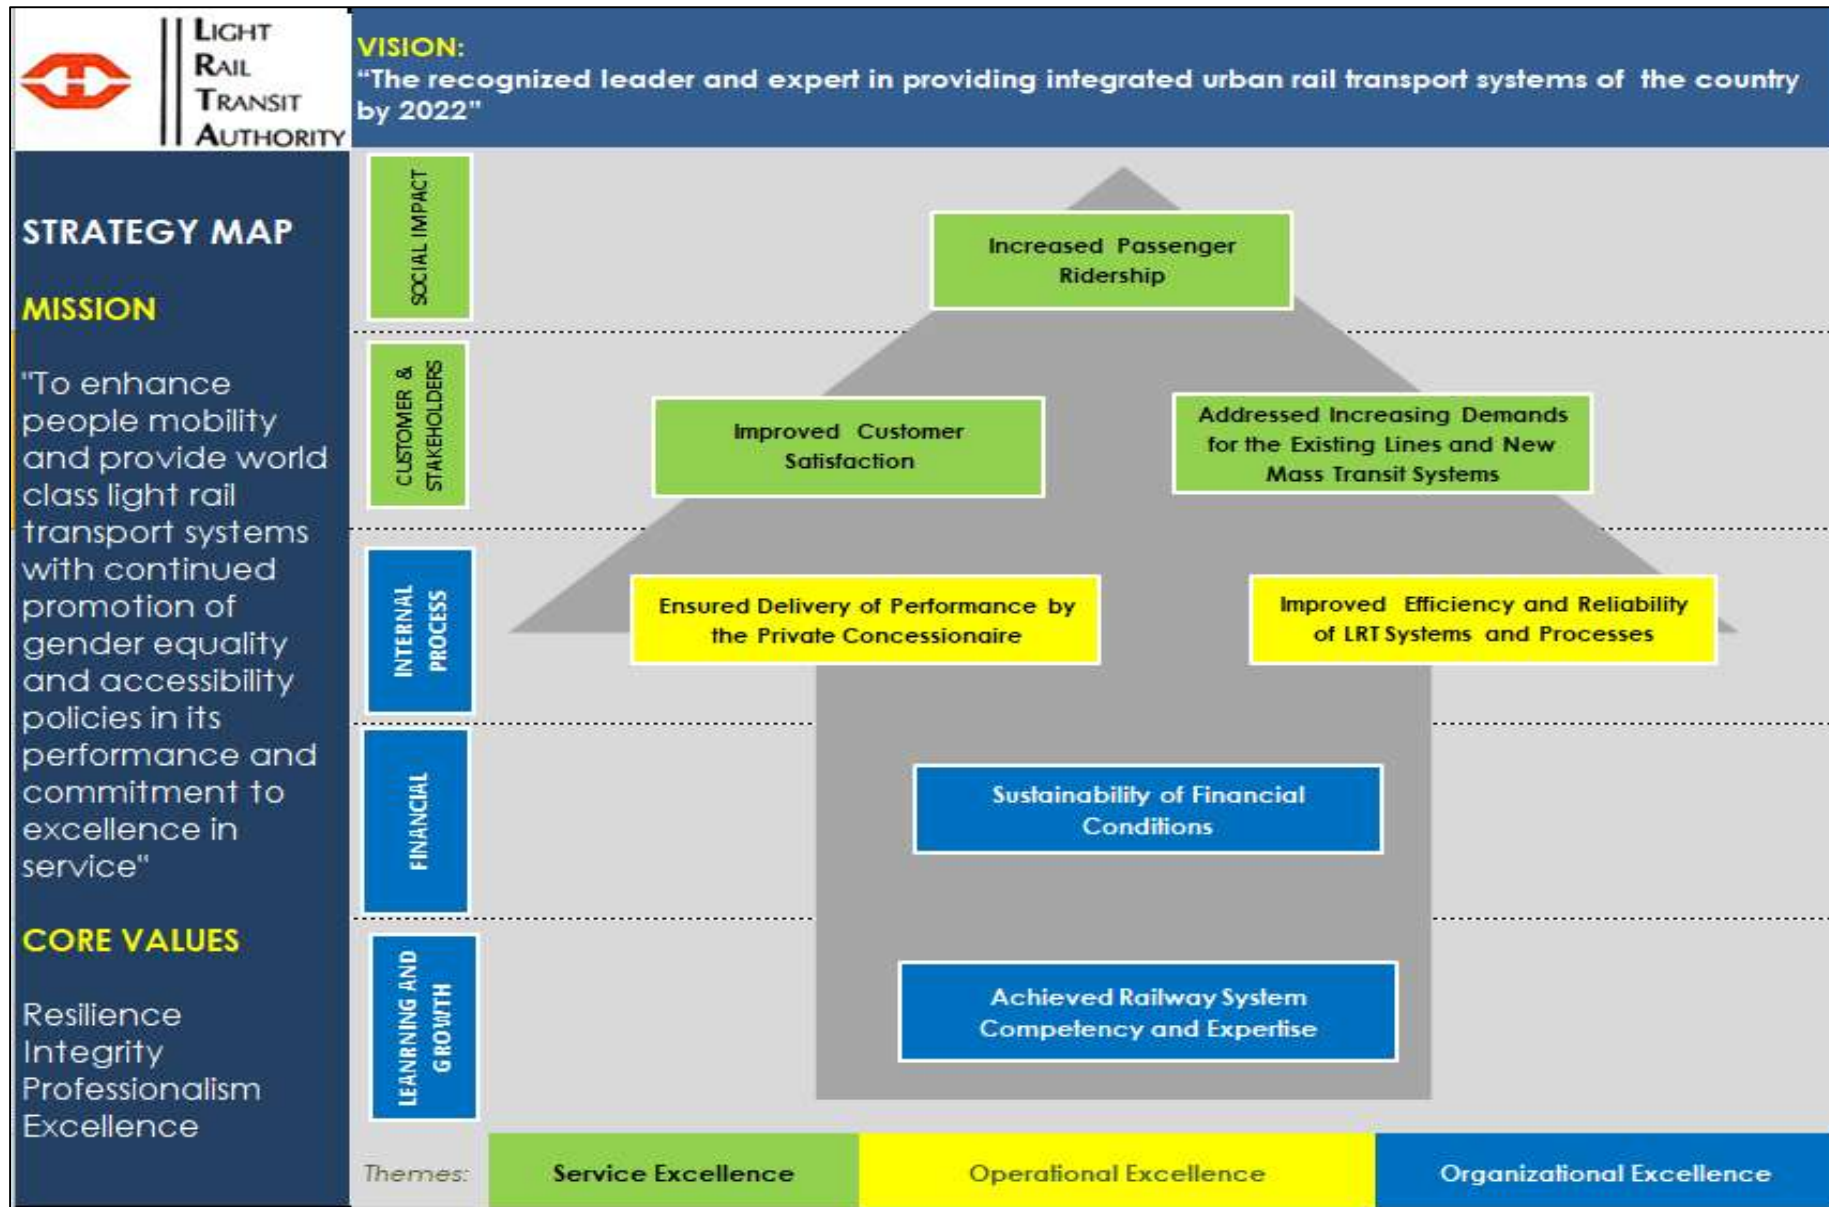 LIGHT
RAIL
TRANSIT
AUTHORITY
VISION:
“The recognized leader and expert in providing integrated urban rail transport systems of the country
by 2022”
STRATEGY MAP
MISSION
"To enhance
people mobility
and provide world
class light rail
transport systems
with continued
promotion of
gender equality
and accessibility
policies in its
performance and
commitment to
excellence in
service"
CORE VALUES
Resilience
Integrity
Professionalism
Excellence
SOCIAL IMPACT
Increased Passenger
Ridership
CUSTOMER &
STAKEHOLDERS
Improved Customer
Satisfaction
Addressed Increasing Demands
for the Existing Lines and New
Mass Transit Systems
INTERNAL
PROCESS
Ensured Delivery of Performance by
the Private Concessionaire
Improved Efficiency and Reliability
of LRT Systems and Processes
FINANCIAL
Sustainability of Financial
Conditions
LEANRNING AND
GROWTH
Achieved Railway System
Competency and Expertise
Themes:
Service Excellence
Operational Excellence
Organizational Excellence